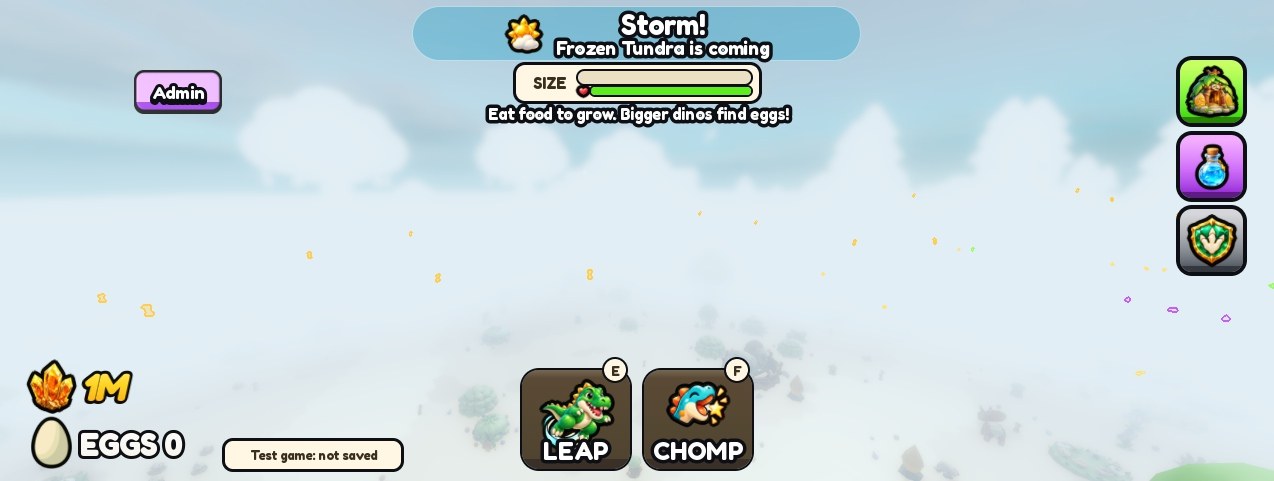 Storm!
Frozen Tundra is coming
Admin
SIZE
Eat food to grow. Bigger dinos find eggs!
1M
EGGS 0
Test game: not saved
E
LEAP
F
CHOMP